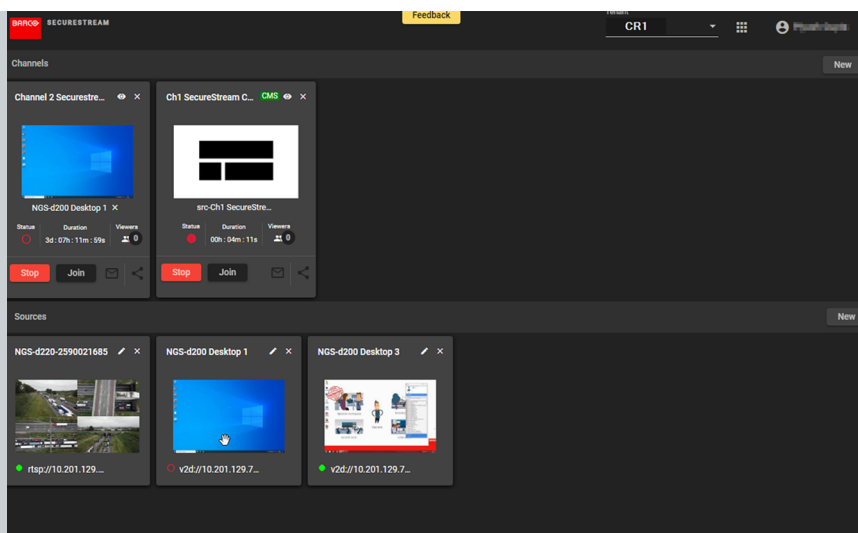 BARCO SECURESTREAM
Feedback
Tenant
CR1
Channels
New
Channel 2 Securestre...
Ch1 SecureStream C... CMS
NGS-d200 Desktop 1
src-Ch1 SecureStre...
Status Duration Viewers
3d : 07h : 11m : 59s 0
Status Duration Viewers
00h : 04m : 11s 0
Stop Join
Stop Join
Sources
New
NGS-d220-2590021685
NGS-d200 Desktop 1
NGS-d200 Desktop 3
rtsp://10.201.129....
v2d://10.201.129.7...
v2d://10.201.129.7...